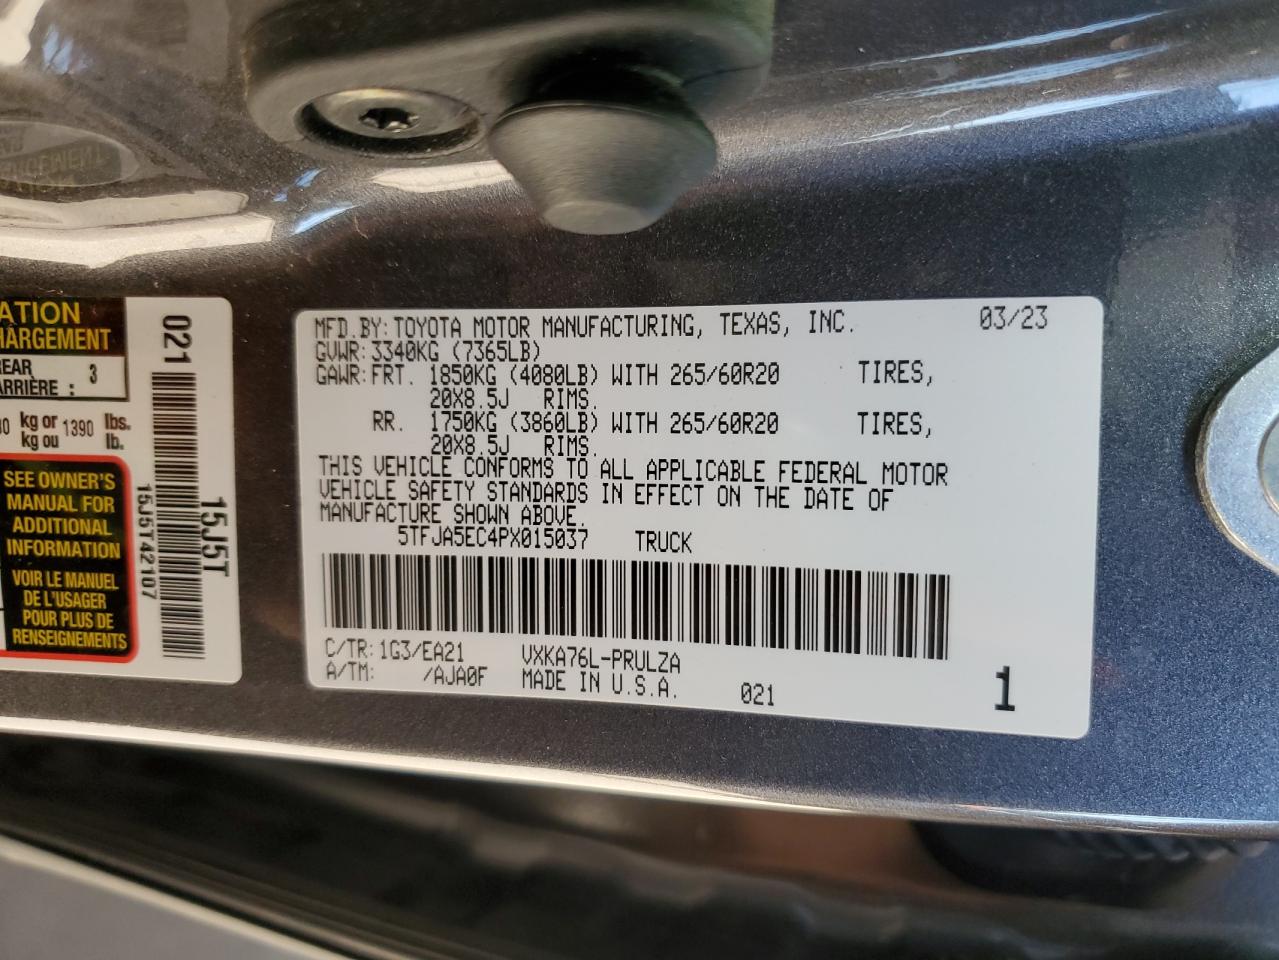 ATION
HARGEMENT
REAR
ARRIÈRE : 3
kg or 1390 lbs.
kg ou lb.
SEE OWNER'S
MANUAL FOR
ADDITIONAL
INFORMATION
VOIR LE MANUEL
DE L'USAGER
POUR PLUS DE
RENSEIGNEMENTS
021
15J5T42107
15J5T
MFD. BY: TOYOTA MOTOR MANUFACTURING, TEXAS, INC. 03/23
GVWR: 3340KG (7365LB)
GAWR: FRT. 1850KG (4080LB) WITH 265/60R20 TIRES,
20X8.5J RIMS.
RR. 1750KG (3860LB) WITH 265/60R20 TIRES,
20X8.5J RIMS.
THIS VEHICLE CONFORMS TO ALL APPLICABLE FEDERAL MOTOR
VEHICLE SAFETY STANDARDS IN EFFECT ON THE DATE OF
MANUFACTURE SHOWN ABOVE.
5TFJA5EC4PX015037 TRUCK
C/TR: 1G3/EA21 VXKA76L-PRULZA
A/TM: /AJA0F MADE IN U.S.A. 021 1